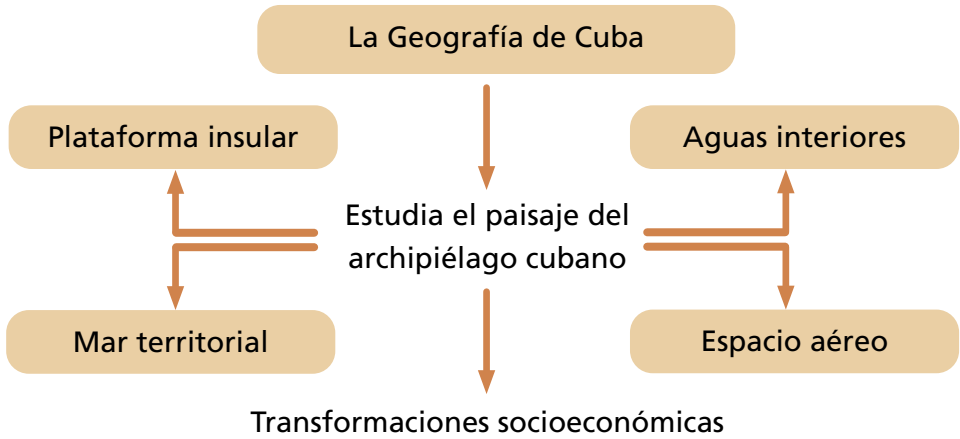 La Geografía de Cuba
Plataforma insular
Aguas interiores
Estudia el paisaje del
archipiélago cubano
Mar territorial
Espacio aéreo
Transformaciones socioeconómicas